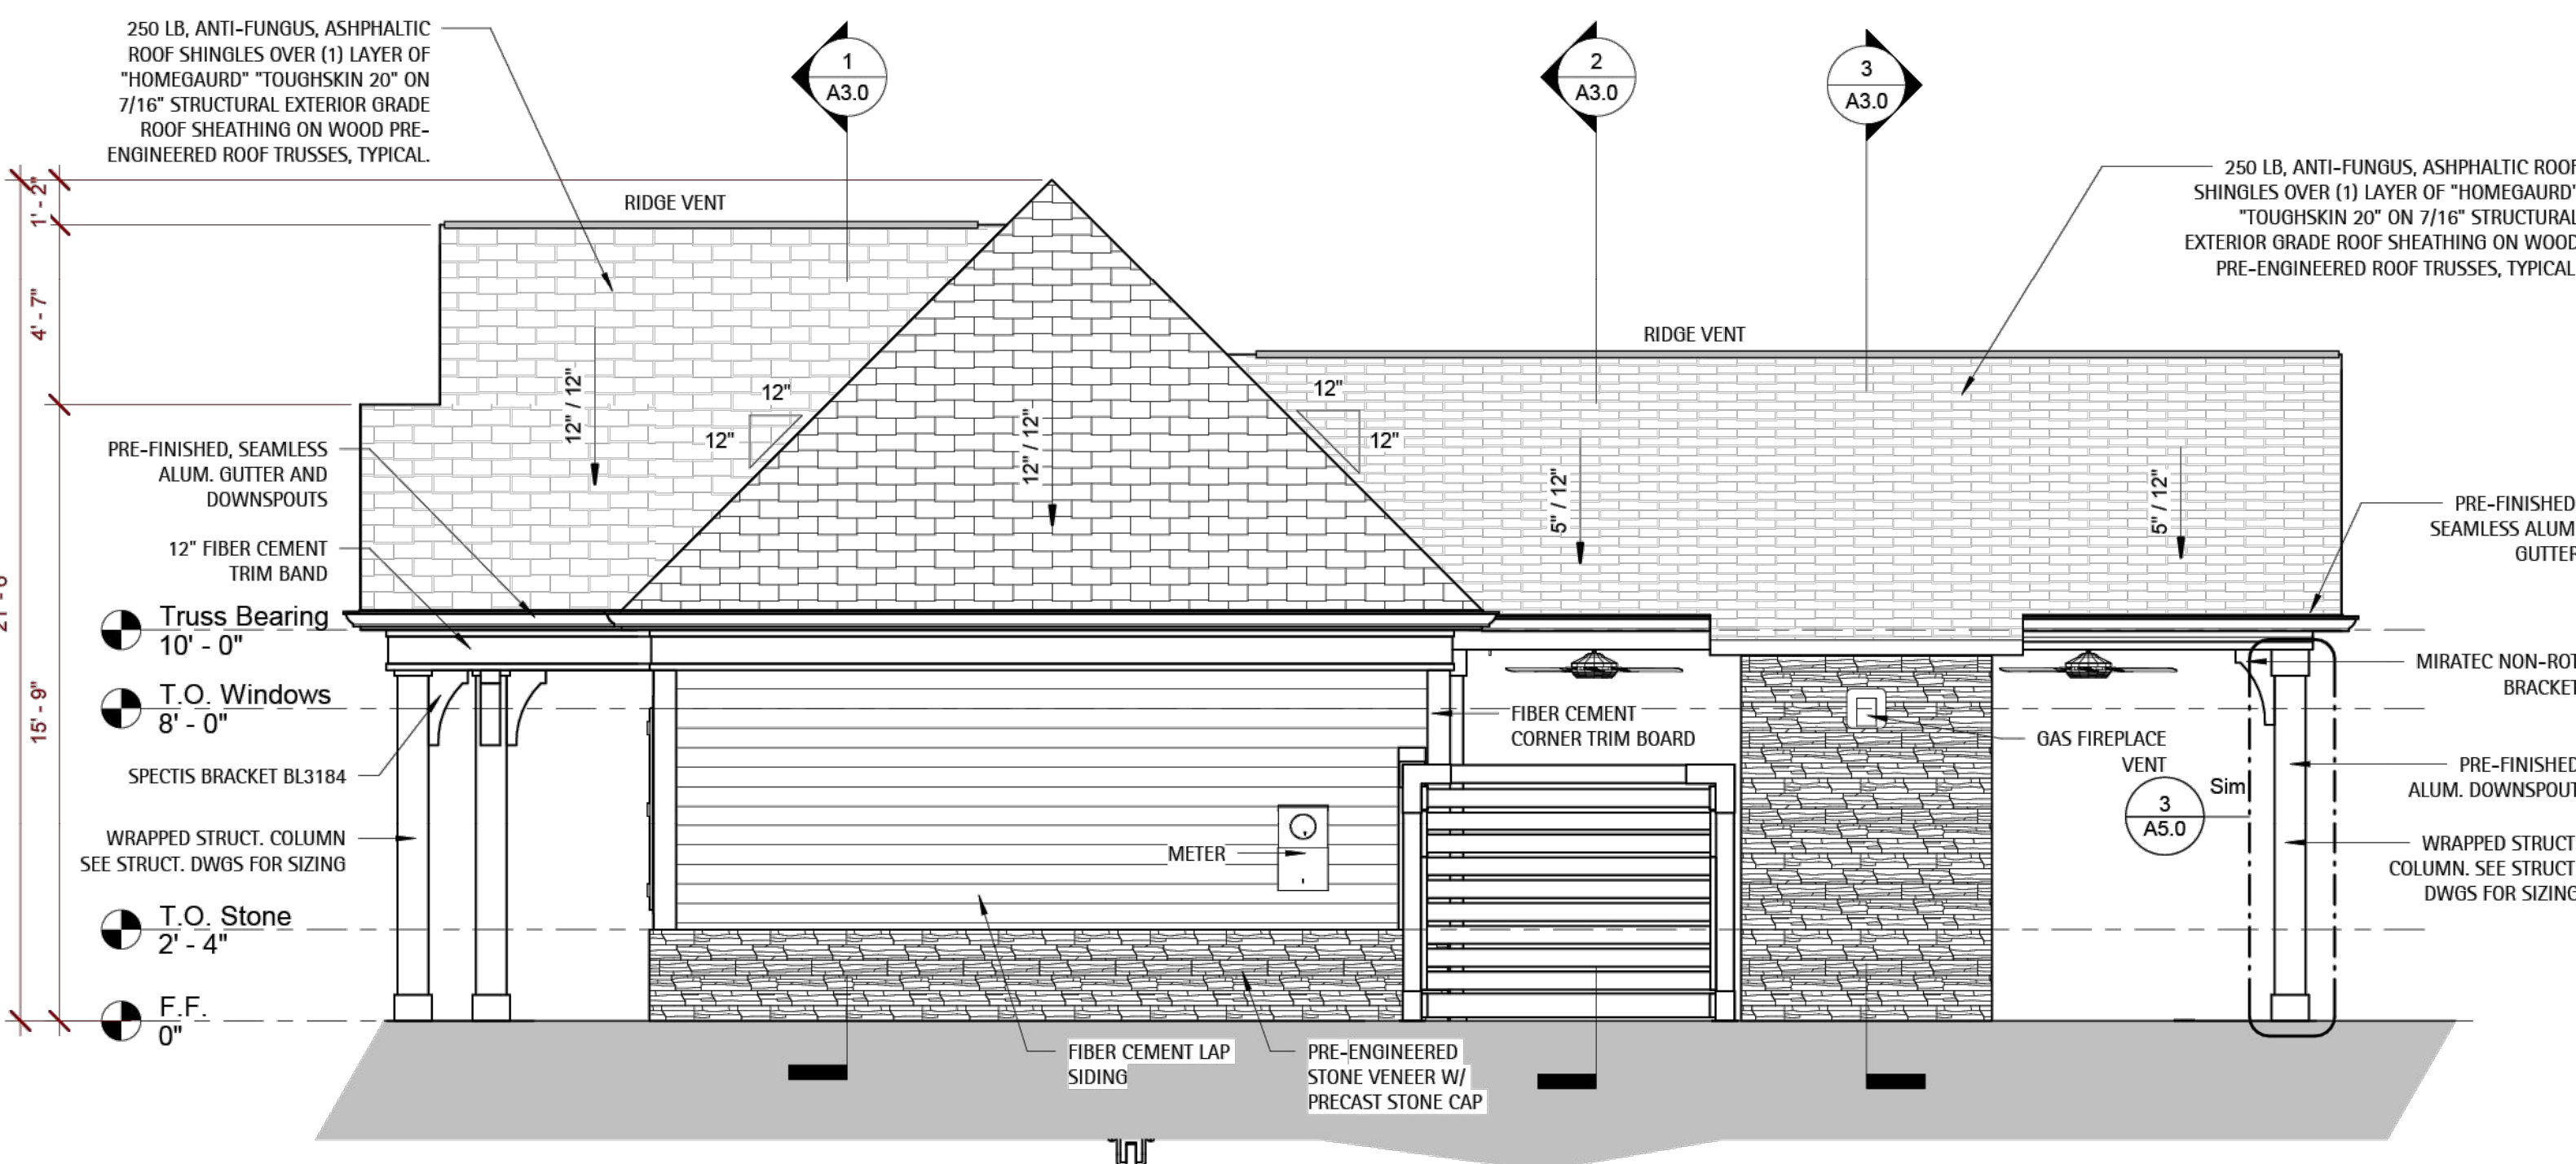 250 LB, ANTI-FUNGUS, ASHPHALTIC
ROOF SHINGLES OVER (1) LAYER OF
"HOMEGAURD" "TOUGHSKIN 20" ON
7/16" STRUCTURAL EXTERIOR GRADE
ROOF SHEATHING ON WOOD PRE-
ENGINEERED ROOF TRUSSES, TYPICAL.
1
A3.0
2
A3.0
3
A3.0
250 LB, ANTI-FUNGUS, ASHPHALTIC ROOF
SHINGLES OVER (1) LAYER OF "HOMEGAURD"
"TOUGHSKIN 20" ON 7/16" STRUCTURAL
EXTERIOR GRADE ROOF SHEATHING ON WOOD
PRE-ENGINEERED ROOF TRUSSES, TYPICAL
1' - 2"
4' - 7"
15' - 9"
RIDGE VENT
RIDGE VENT
12" / 12"
12"
12"
12" / 12"
12"
12"
5" / 12"
5" / 12"
PRE-FINISHED, SEAMLESS
ALUM. GUTTER AND
DOWNSPOUTS
12" FIBER CEMENT
TRIM BAND
Truss Bearing
10' - 0"
T.O. Windows
8' - 0"
SPECTIS BRACKET BL3184
WRAPPED STRUCT. COLUMN
SEE STRUCT. DWGS FOR SIZING
T.O. Stone
2' - 4"
F.F.
0"
METER
FIBER CEMENT
CORNER TRIM BOARD
GAS FIREPLACE
VENT
3
A5.0
Sim
PRE-FINISHED
SEAMLESS ALUM
GUTTER
MIRATEC NON-ROT
BRACKET
PRE-FINISHED
ALUM. DOWNSPOUT
WRAPPED STRUCT
COLUMN. SEE STRUCT
DWGS FOR SIZING
FIBER CEMENT LAP
SIDING
PRE-ENGINEERED
STONE VENEER W/
PRECAST STONE CAP